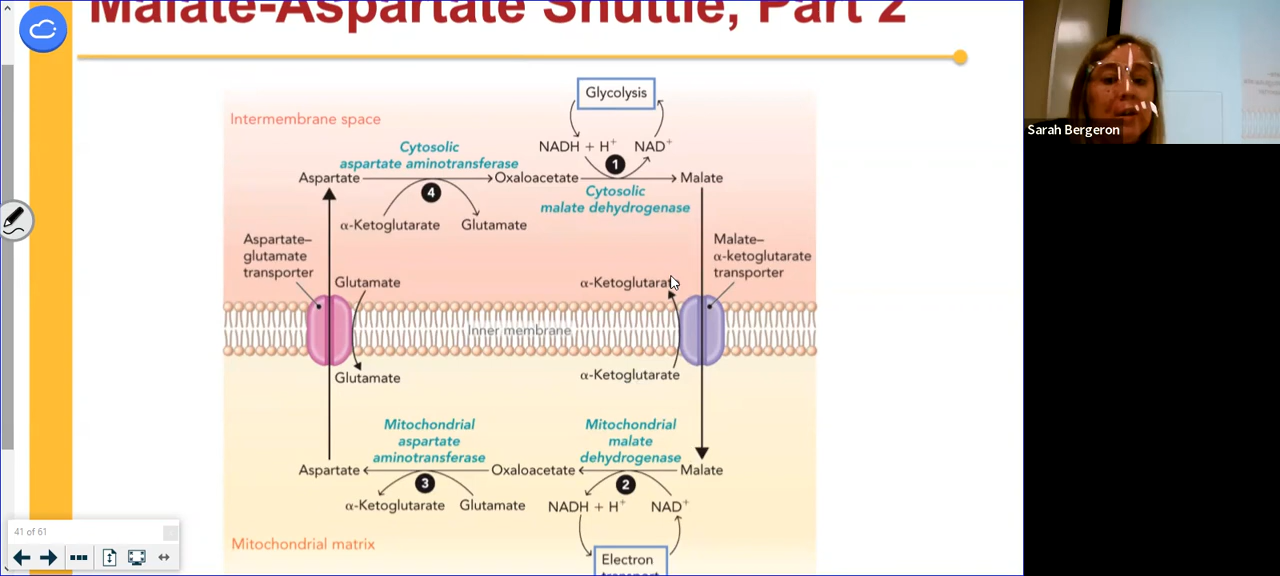 Malate-Aspartate Shuttle, Part 2
Sarah Bergeron
Intermembrane space
Glycolysis
NADH + H⁺
NAD⁺
Cytosolic
aspartate aminotransferase
Aspartate
Oxaloacetate
1
Malate
4
Cytosolic
malate dehydrogenase
α-Ketoglutarate
Glutamate
Aspartate–
glutamate
transporter
Malate–
α-ketoglutarate
transporter
Glutamate
α-Ketoglutarate
Inner membrane
Glutamate
α-Ketoglutarate
Mitochondrial
aspartate
aminotransferase
Mitochondrial
malate
dehydrogenase
Aspartate
Oxaloacetate
Malate
3
2
α-Ketoglutarate
Glutamate
NADH + H⁺
NAD⁺
41 of 61
Mitochondrial matrix
Electron
transport